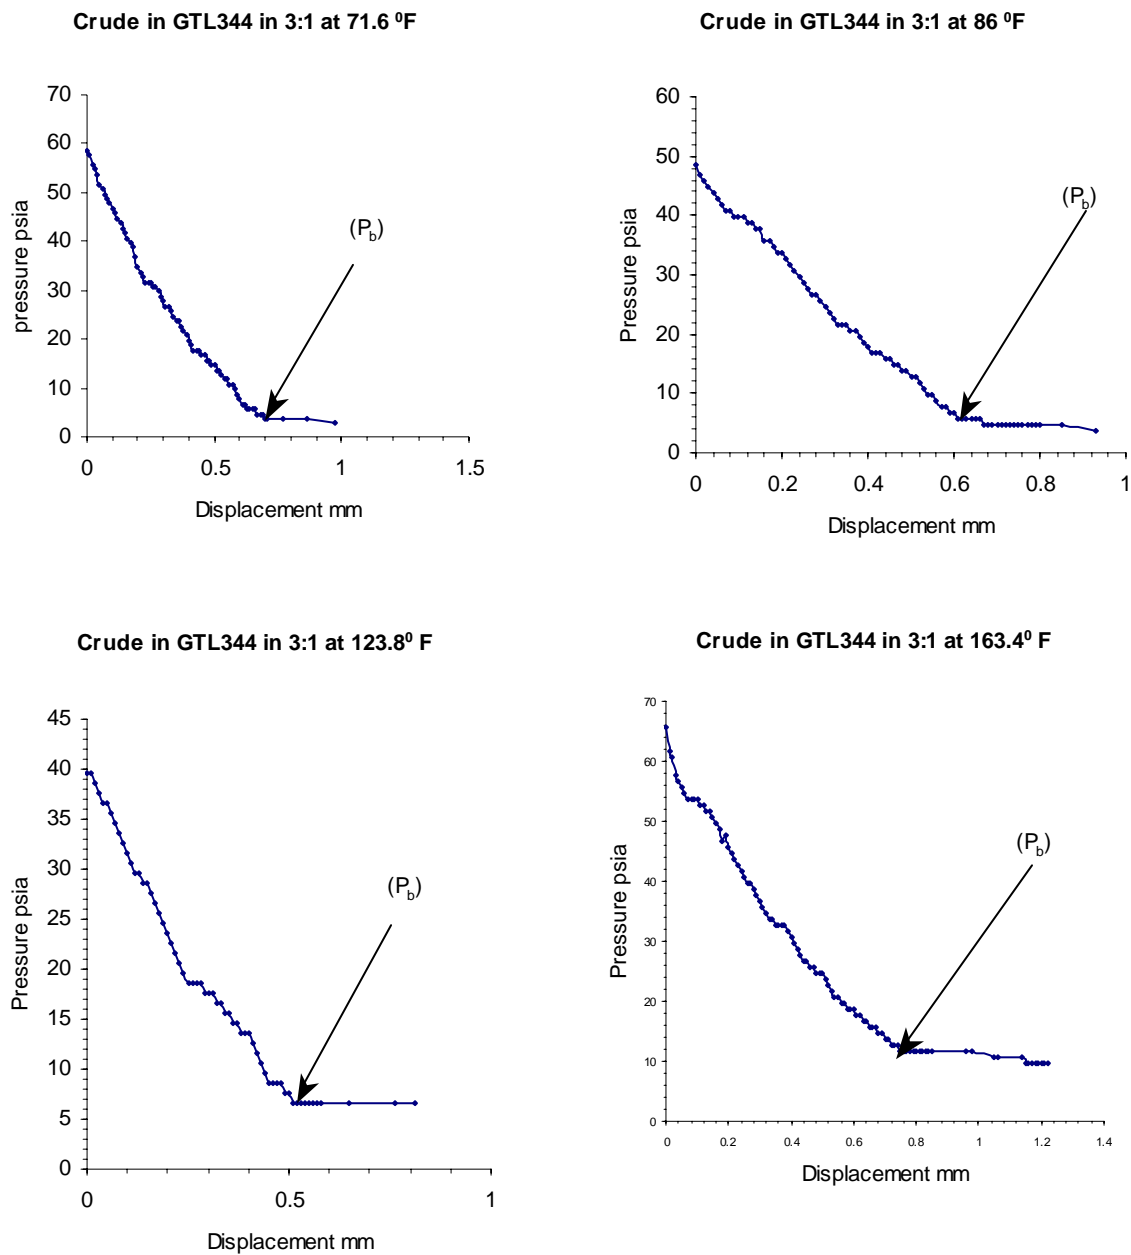 Crude in GTL344 in 3:1 at 71.6 ⁰F
70
60
50
40
30
20
10
0
pressure psia
(P_b)
0 0.5 1 1.5
Displacement mm
Crude in GTL344 in 3:1 at 86 ⁰F
60
50
40
30
20
10
0
Pressure psia
(P_b)
0 0.2 0.4 0.6 0.8 1
Displacement mm
Crude in GTL344 in 3:1 at 123.8⁰ F
45
40
35
30
25
20
15
10
5
0
Pressure psia
(P_b)
0 0.5 1
Displacement mm
Crude in GTL344 in 3:1 at 163.4⁰ F
70
60
50
40
30
20
10
0
Pressure psia
(P_b)
0 0.2 0.4 0.6 0.8 1 1.2 1.4
Displacement mm